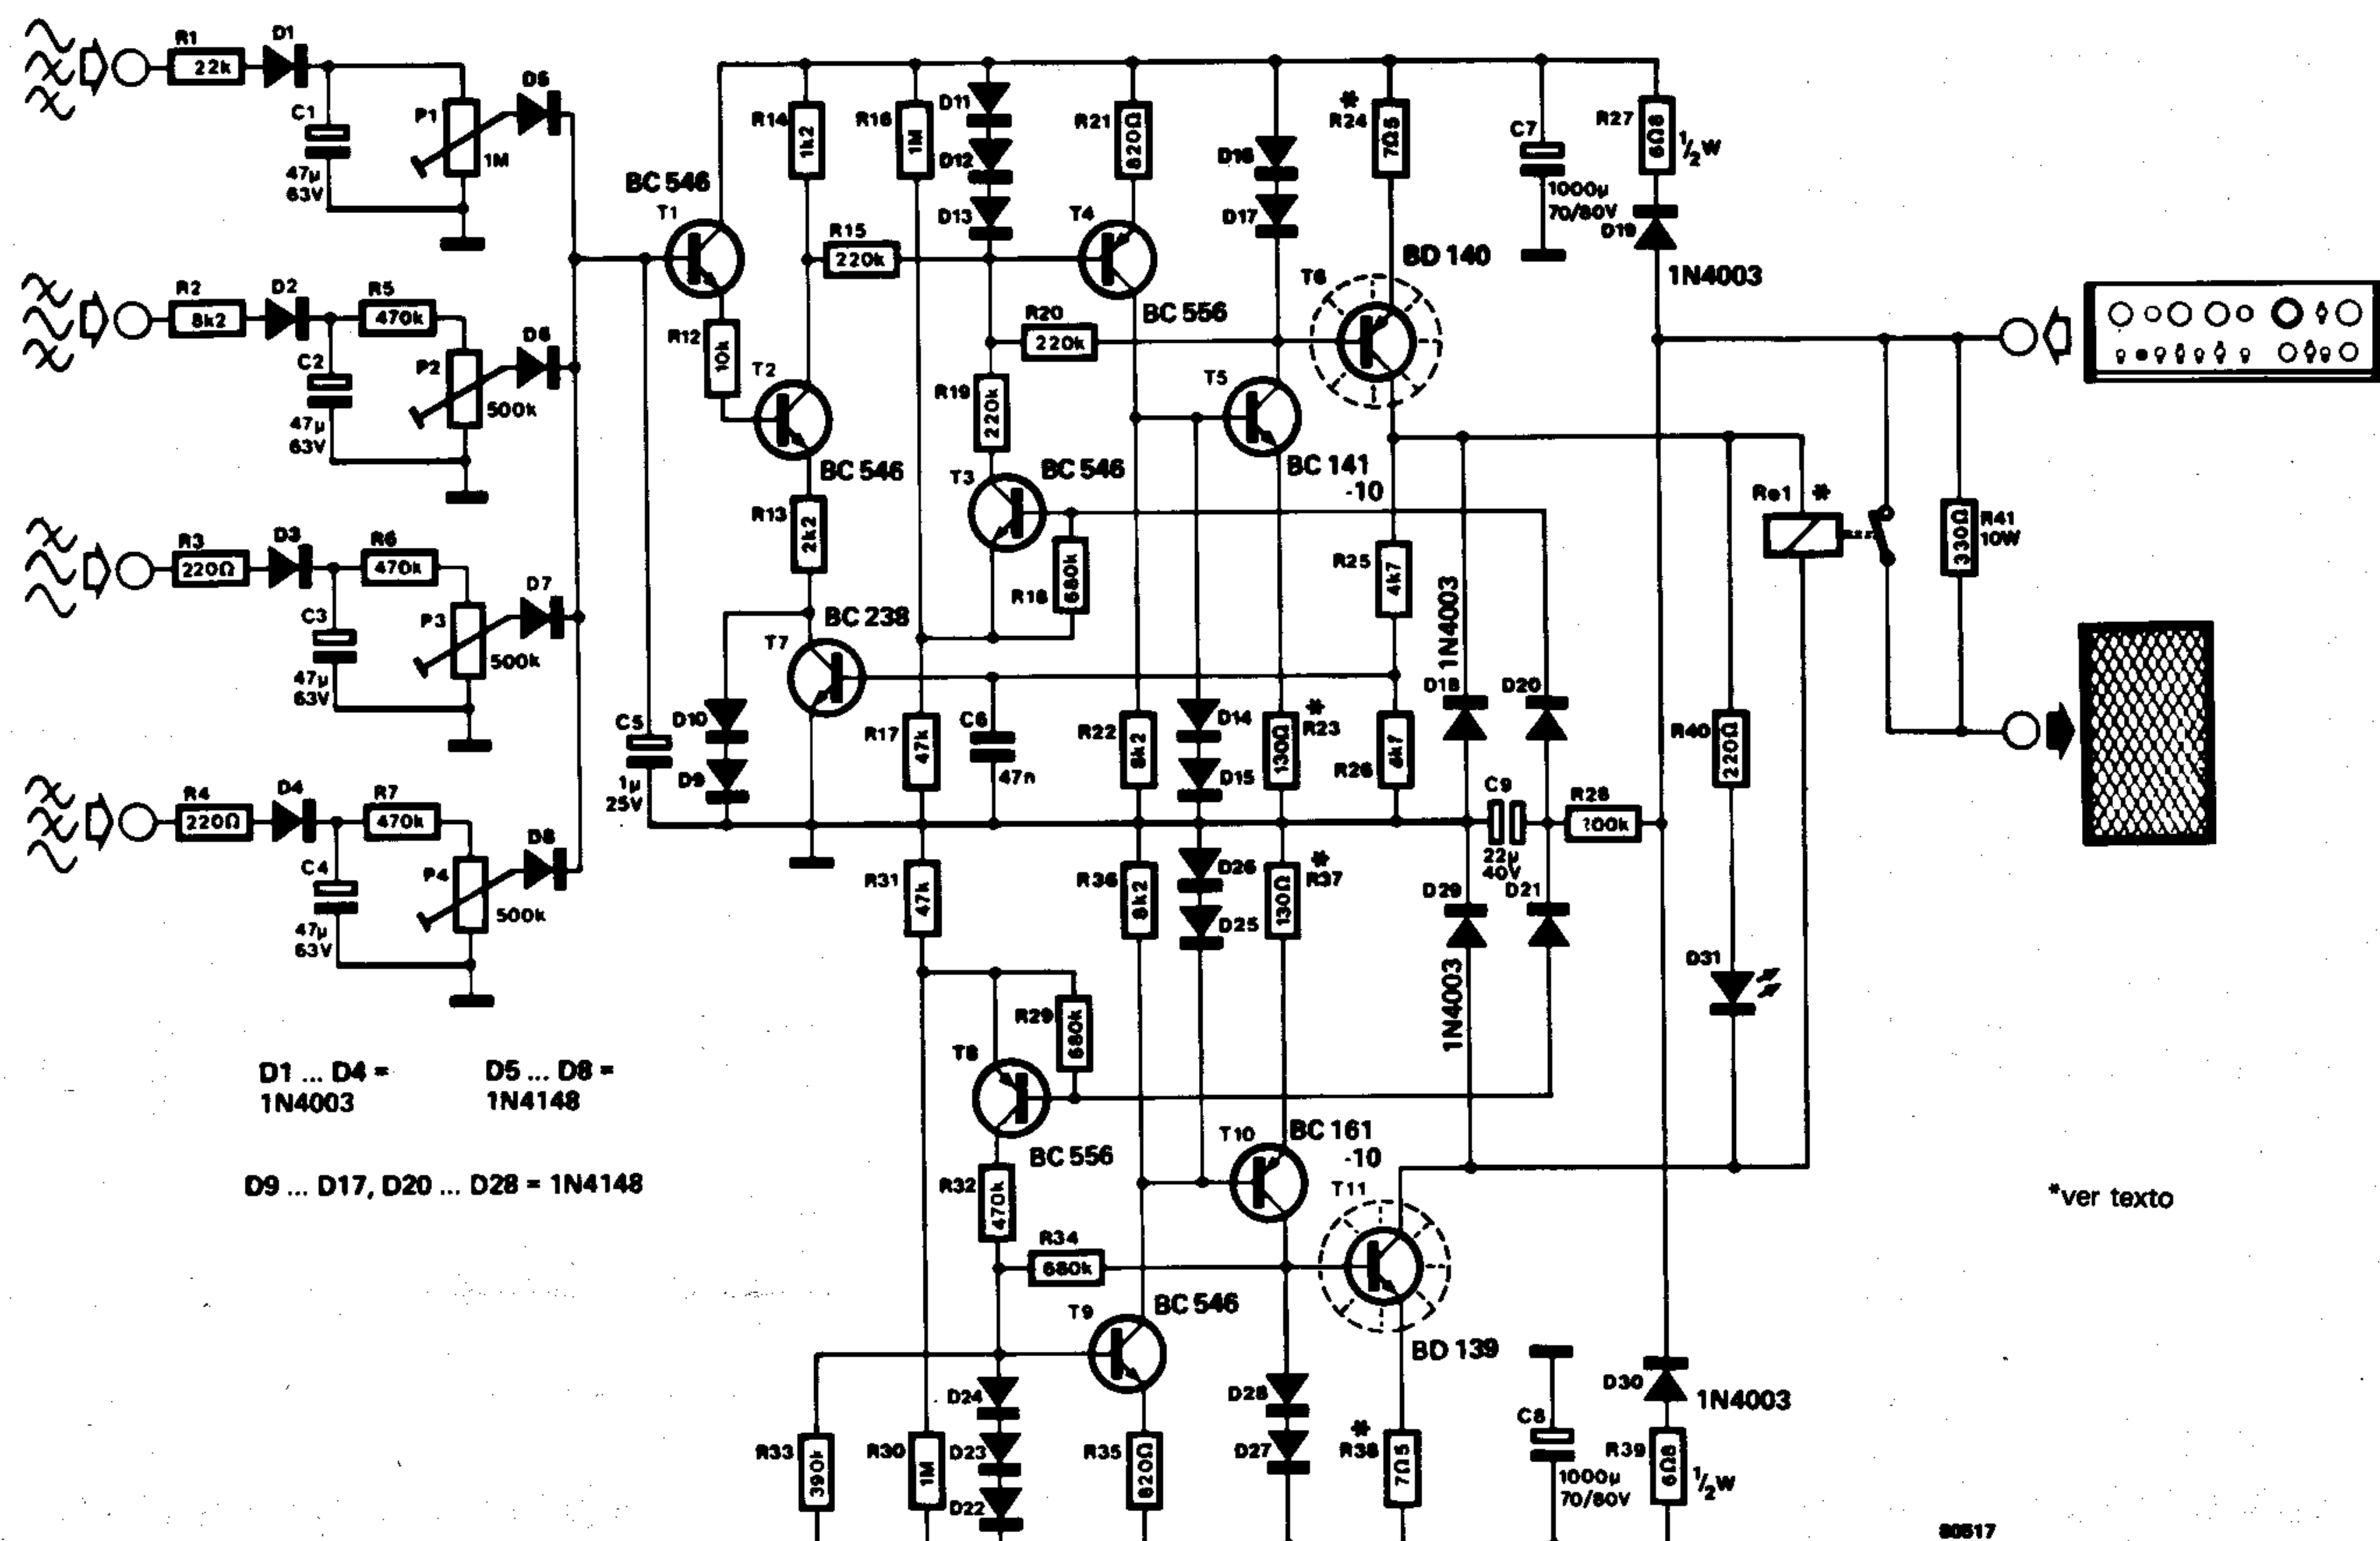 R1
22k
D1
C1
47µ
63V
P1
1M
D5
R2
8k2
D2
R5
470k
C2
47µ
63V
P2
500k
D6
R3
220Ω
D3
R6
470k
C3
47µ
63V
P3
500k
D7
R4
220Ω
D4
R7
470k
C4
47µ
63V
P4
500k
D8
BC 546
T1
R12
10k
R14
1k2
R15
220k
T2
BC 546
R13
2k2
BC 238
T7
C5
1µ
25V
D10
D9
R16
1M
D11
D12
D13
R21
820Ω
T4
BC 556
R20
220k
R19
220k
T3
BC 546
R18
680k
R17
47k
C6
47n
R22
8k2
D14
D15
D16
D17
T5
BC 141
-10
*
R23
130Ω
*
R24
7Ω5
T6
BD 140
R25
4k7
R26
1N4003
D18
D20
C7
1000µ
70/80V
R27
6Ω8
½W
D19
1N4003
Re1 *
R41
10W
330Ω
R40
220Ω
D31
C9
22µ
40V
R28
R31
47k
R36
8k2
D26
D25
*
R37
130Ω
D29
D21
1N4003
R29
680k
T8
BC 556
R32
470k
R34
680k
T9
BC 546
T10
BC 161
-10
T11
BD 139
D24
D23
D22
R33
390k
R30
1M
R35
820Ω
D28
D27
*
R38
7Ω5
C8
1000µ
70/80V
D30
1N4003
R39
6Ω8
½W
D1 ... D4 =
1N4003
D5 ... D8 =
1N4148
D9 ... D17, D20 ... D28 = 1N4148
*ver texto
80517